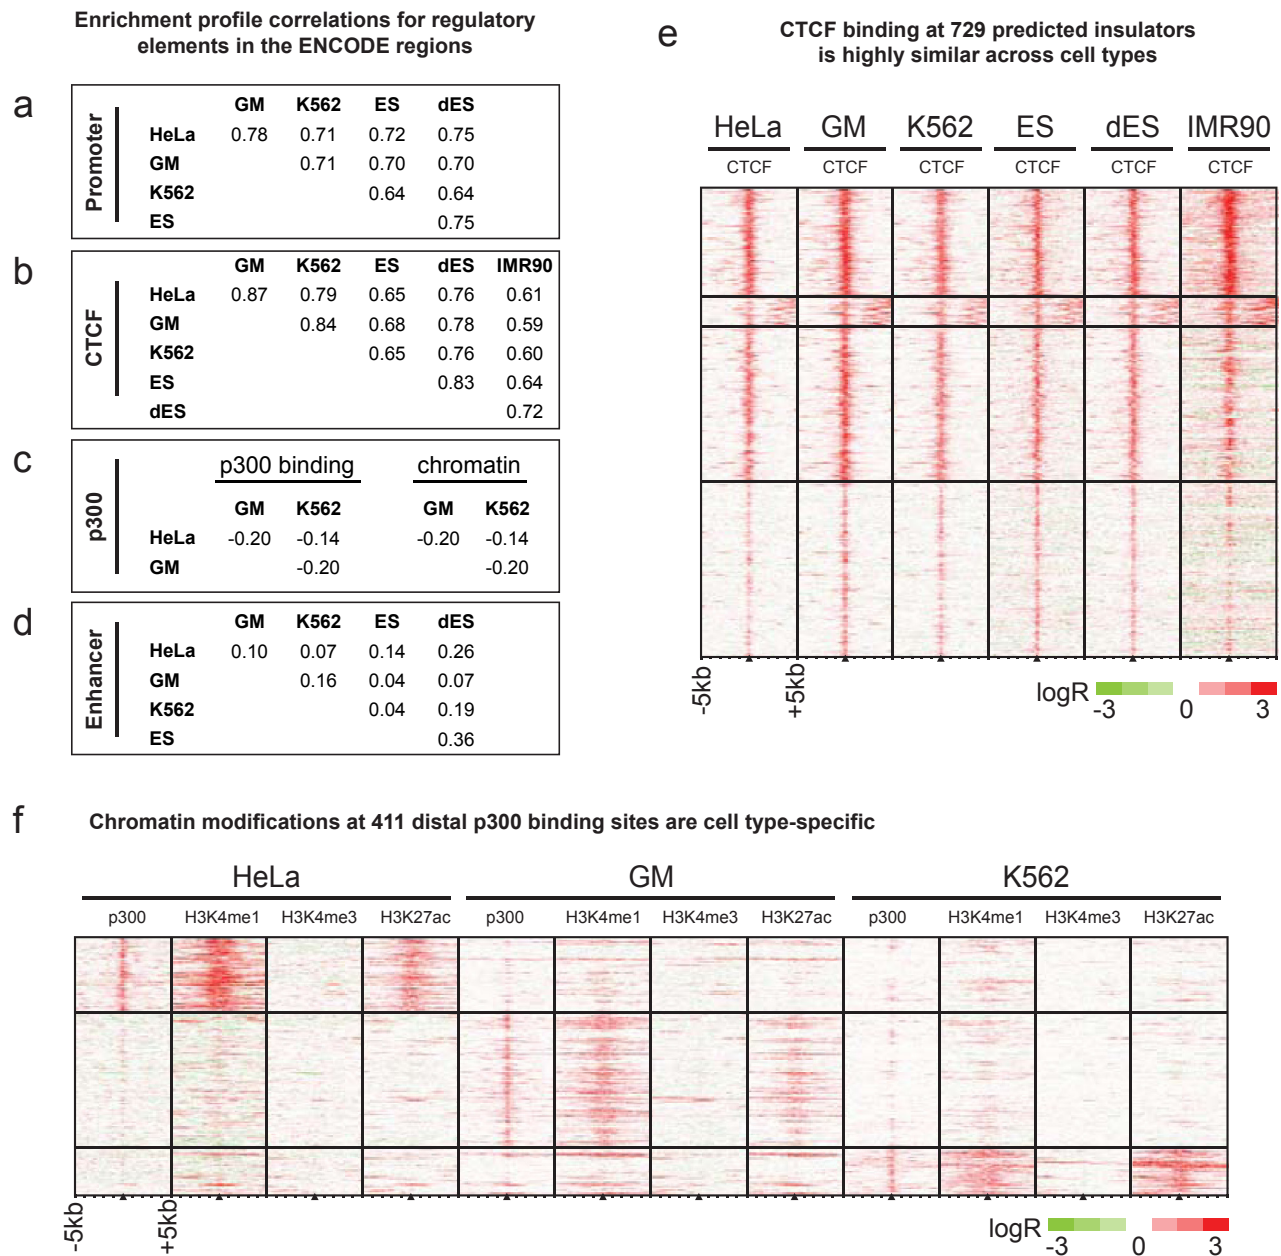 Enrichment profile correlations for regulatory
elements in the ENCODE regions
a
Promoter
GM K562 ES dES
HeLa 0.78 0.71 0.72 0.75
GM 0.71 0.70 0.70
K562 0.64 0.64
ES 0.75
b
CTCF
GM K562 ES dES IMR90
HeLa 0.87 0.79 0.65 0.76 0.61
GM 0.84 0.68 0.78 0.59
K562 0.65 0.76 0.60
ES 0.83 0.64
dES 0.72
c
p300
p300 binding chromatin
GM K562 GM K562
HeLa -0.20 -0.14 -0.20 -0.14
GM -0.20 -0.20
d
Enhancer
GM K562 ES dES
HeLa 0.10 0.07 0.14 0.26
GM 0.16 0.04 0.07
K562 0.04 0.19
ES 0.36
e
CTCF binding at 729 predicted insulators
is highly similar across cell types
HeLa GM K562 ES dES IMR90
CTCF CTCF CTCF CTCF CTCF CTCF
-5kb +5kb
logR -3 0 3
f
Chromatin modifications at 411 distal p300 binding sites are cell type-specific
HeLa GM K562
p300 H3K4me1 H3K4me3 H3K27ac p300 H3K4me1 H3K4me3 H3K27ac p300 H3K4me1 H3K4me3 H3K27ac
-5kb +5kb
logR -3 0 3